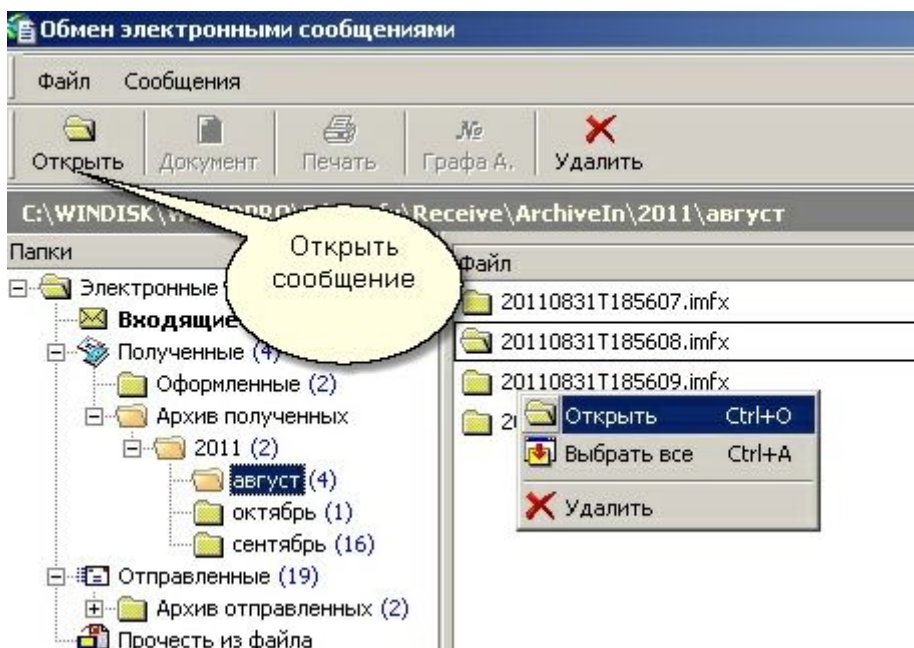 Обмен электронными сообщениями
Файл Сообщения
Открыть Документ Печать Графа А. Удалить
C:\WINDISK\ Receive\ArchiveIn\2011\август
Открыть
сообщение
Папки
Электронные
Входящие
Полученные (4)
Оформленные (2)
Архив полученных
2011 (2)
август (4)
октябрь (1)
сентябрь (16)
Отправленные (19)
Архив отправленных (2)
Прочесть из файла
Файл
20110831T185607.imfx
20110831T185608.imfx
20110831T185609.imfx
Открыть Ctrl+O
Выбрать все Ctrl+A
Удалить